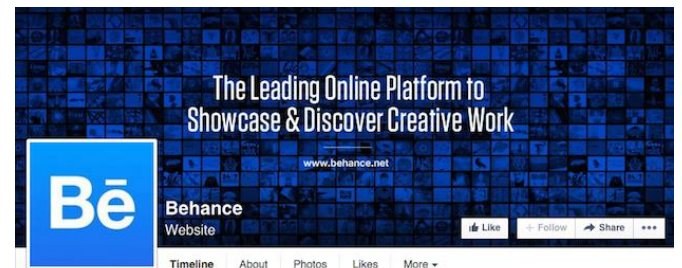 The Leading Online Platform to
Showcase & Discover Creative Work
www.behance.net
Bē
Behance
Website
Like
+ Follow
Share
•••
Timeline About Photos Likes More